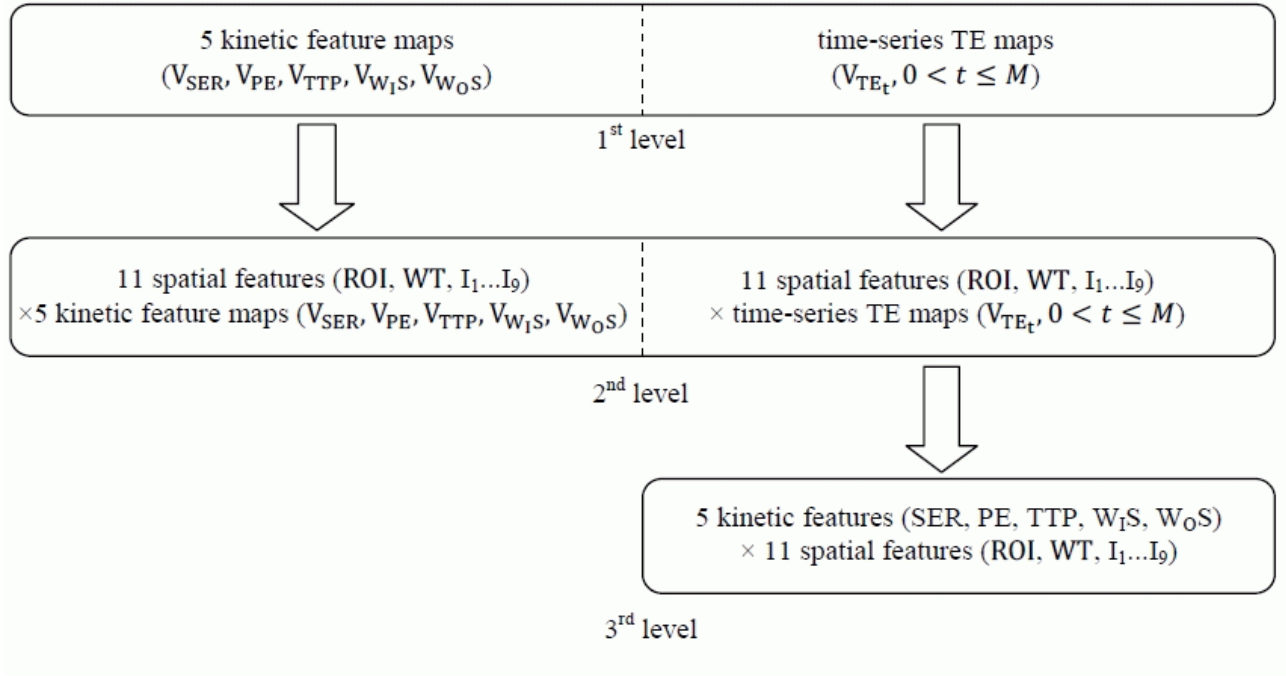 5 kinetic feature maps
(V_SER, V_PE, V_TTP, V_W_IS, V_W_OS)
time-series TE maps
(V_TE_t, 0 < t ≤ M)
1st level
11 spatial features (ROI, WT, I₁...I₉)
×5 kinetic feature maps (V_SER, V_PE, V_TTP, V_W_IS, V_W_OS)
11 spatial features (ROI, WT, I₁...I₉)
× time-series TE maps (V_TE_t, 0 < t ≤ M)
2nd level
5 kinetic features (SER, PE, TTP, W_IS, W_OS)
× 11 spatial features (ROI, WT, I₁...I₉)
3rd level